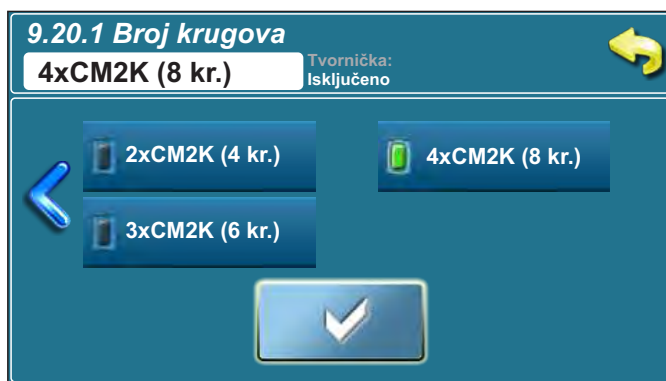 9.20.1 Broj krugova
4xCM2K (8 kr.)
Tvornička:
Isključeno
2xCM2K (4 kr.)
4xCM2K (8 kr.)
3xCM2K (6 kr.)